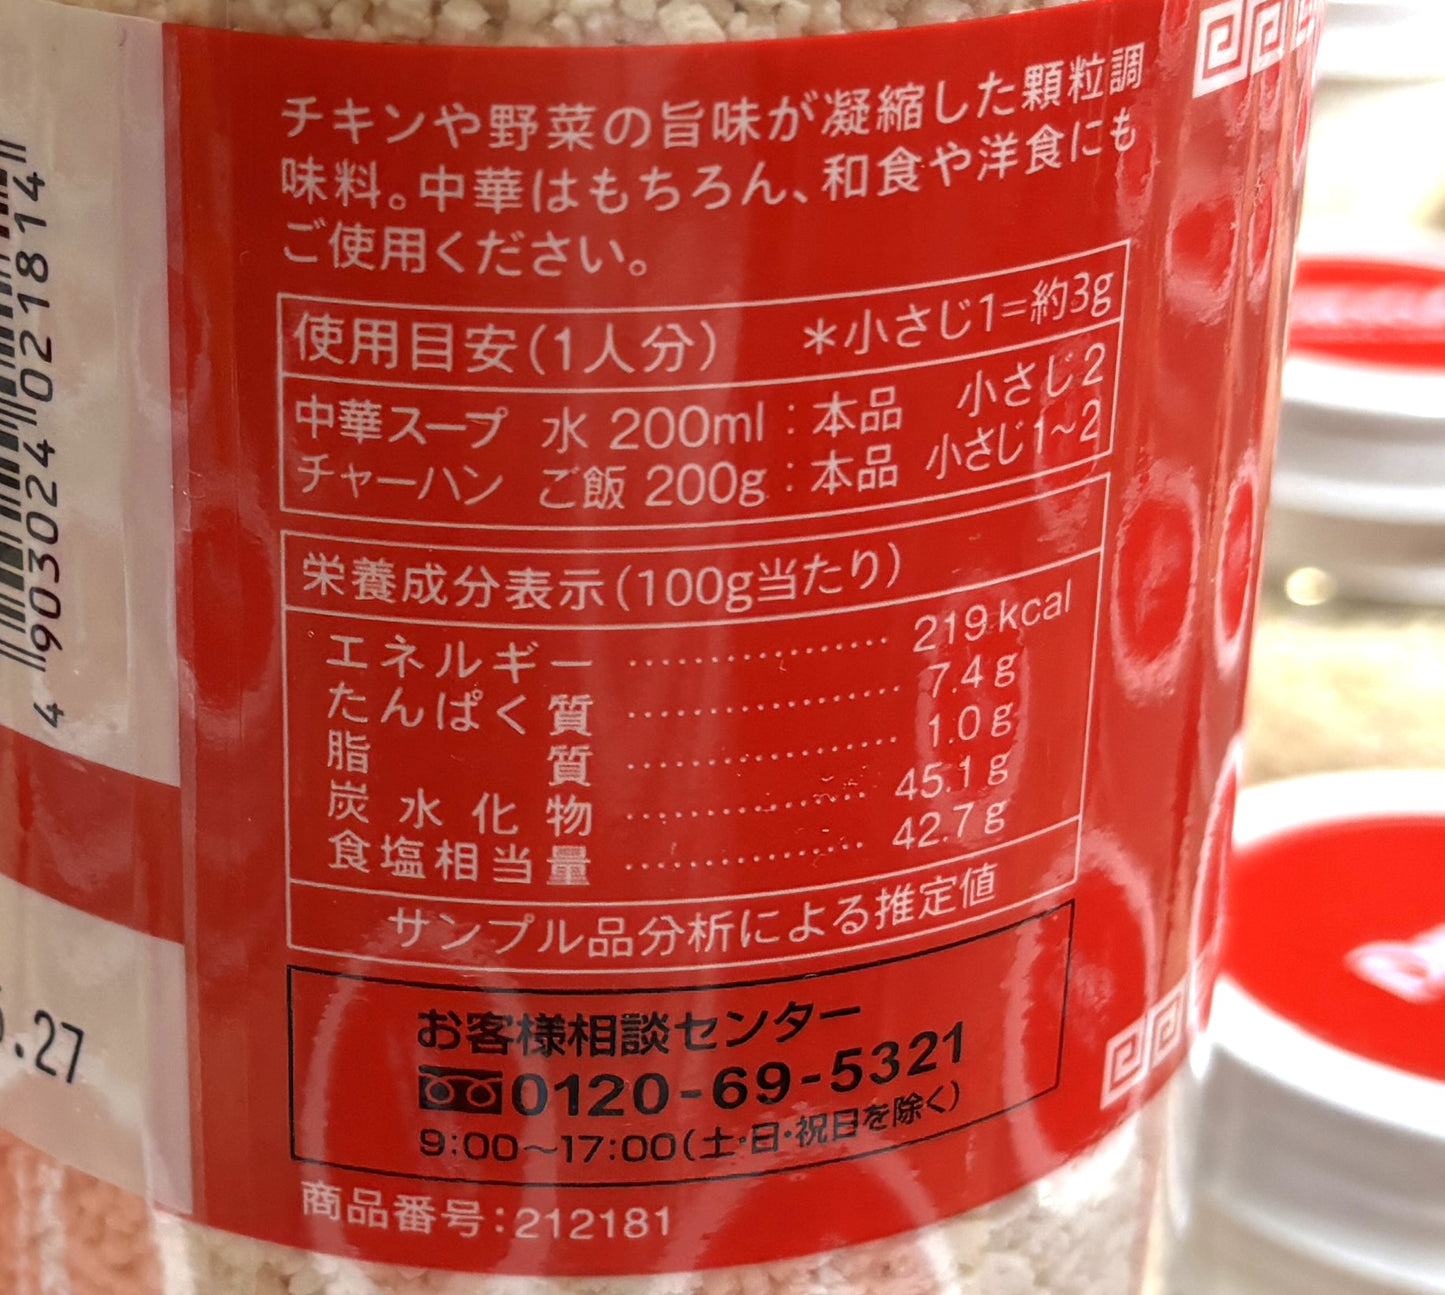 チキンや野菜の旨味が凝縮した顆粒調
味料。中華はもちろん、和食や洋食にも
ご使用ください。
使用目安(1人分) *小さじ1=約3g
中華スープ 水 200ml:本品 小さじ2
チャーハン ご飯 200g:本品 小さじ1~2
栄養成分表示(100g当たり)
エネルギー ………………… 219kcal
たんぱく質 ………………… 7.4g
脂質 ………………… 1.0g
炭水化物 ………………… 45.1g
食塩相当量 ………………… 42.7g
サンプル品分析による推定値
お客様相談センター
0120-69-5321
9:00~17:00(土・日・祝日を除く)
商品番号:212181
4 903024 021814
.27